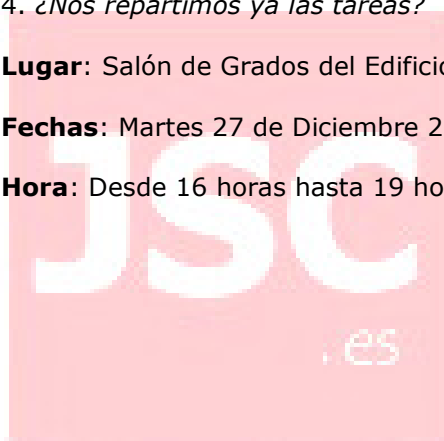 4. ¿Nos repartimos ya las tareas?
Lugar: Salón de Grados del Edificio
Fechas: Martes 27 de Diciembre 2
Hora: Desde 16 horas hasta 19 ho
JSC
.es